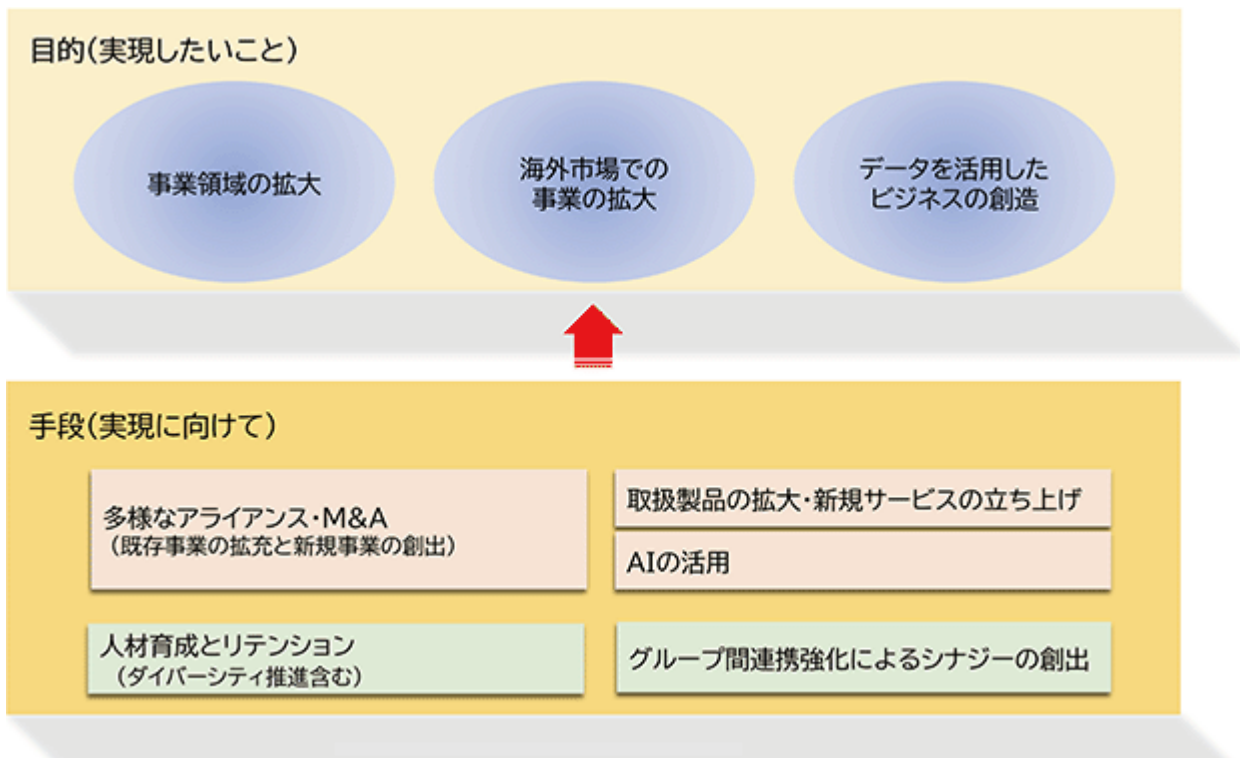 目的(実現したいこと)
事業領域の拡大
海外市場での
事業の拡大
データを活用した
ビジネスの創造
手段(実現に向けて)
多様なアライアンス・M&A
(既存事業の拡充と新規事業の創出)
取扱製品の拡大・新規サービスの立ち上げ
AIの活用
人材育成とリテンション
(ダイバーシティ推進含む)
グループ間連携強化によるシナジーの創出